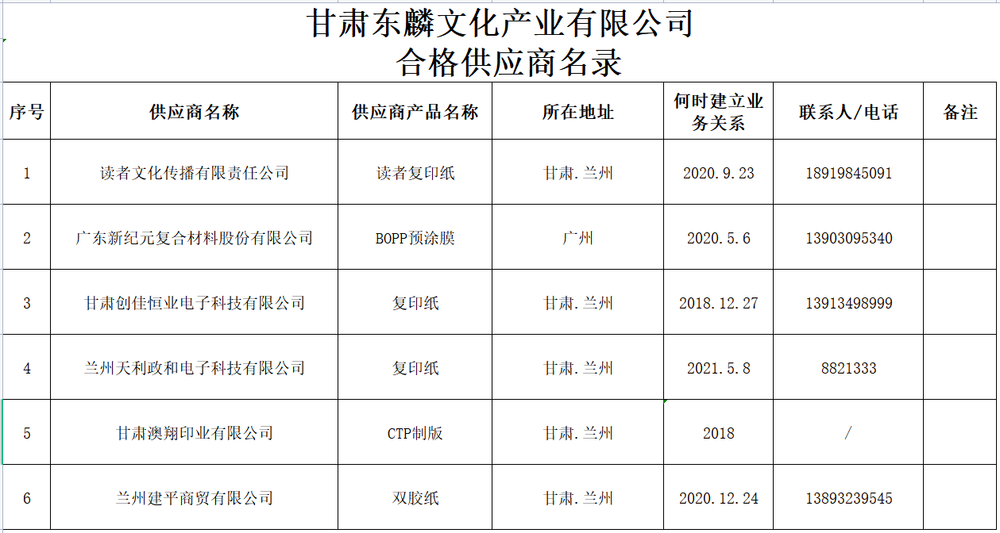 甘肃东麟文化产业有限公司
合格供应商名录
序号 供应商名称 供应商产品名称 所在地址 何时建立业务关系 联系人/电话 备注
1 读者文化传播有限责任公司 读者复印纸 甘肃.兰州 2020.9.23 18919845091
2 广东新纪元复合材料股份有限公司 BOPP预涂膜 广州 2020.5.6 13903095340
3 甘肃创佳恒业电子科技有限公司 复印纸 甘肃.兰州 2018.12.27 13913498999
4 兰州天利政和电子科技有限公司 复印纸 甘肃.兰州 2021.5.8 8821333
5 甘肃澳翔印业有限公司 CTP制版 甘肃.兰州 2018 /
6 兰州建平商贸有限公司 双胶纸 甘肃.兰州 2020.12.24 13893239545